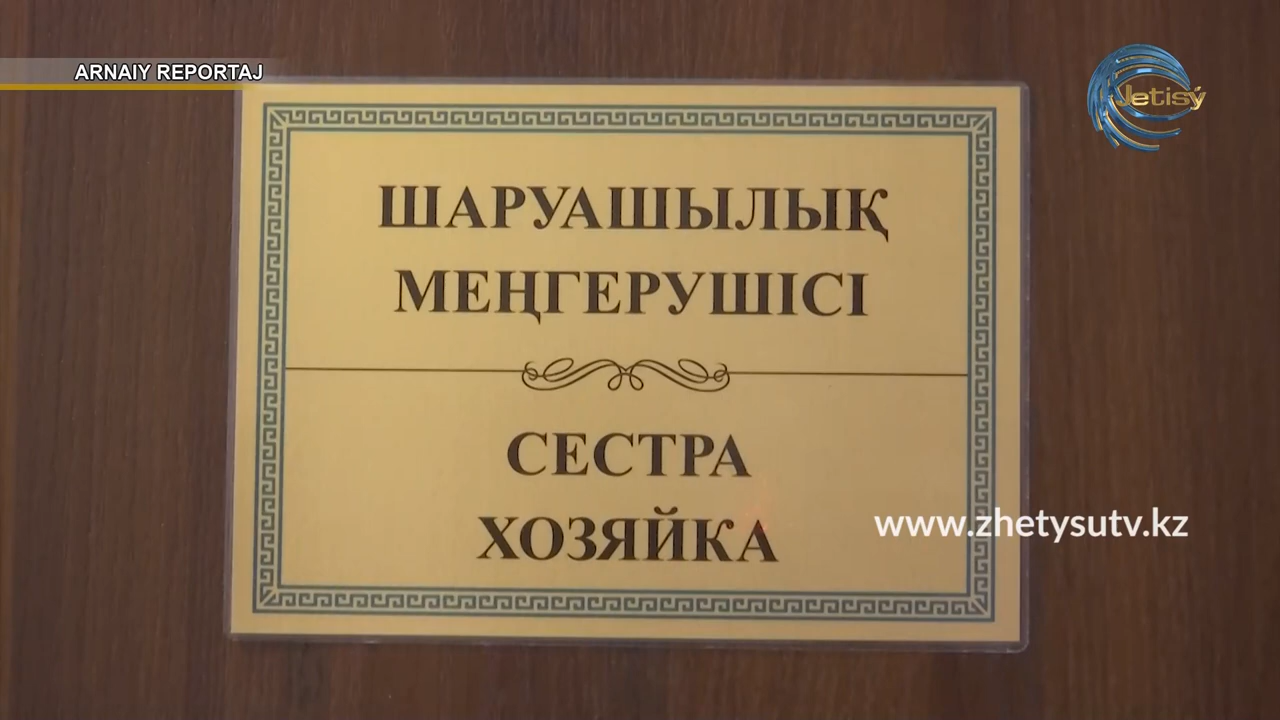 ARNAIY REPORTAJ
Jetisý
ШАРУАШЫЛЫҚ
МЕҢГЕРУШІСІ
СЕСТРА
ХОЗЯЙКА
www.zhetysutv.kz